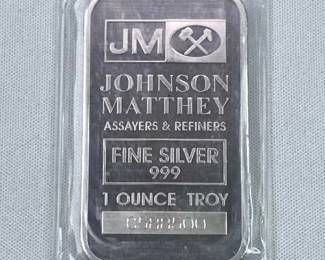 JM
JOHNSON
MATTHEY
ASSAYERS & REFINERS
FINE SILVER
999
1 OUNCE TROY